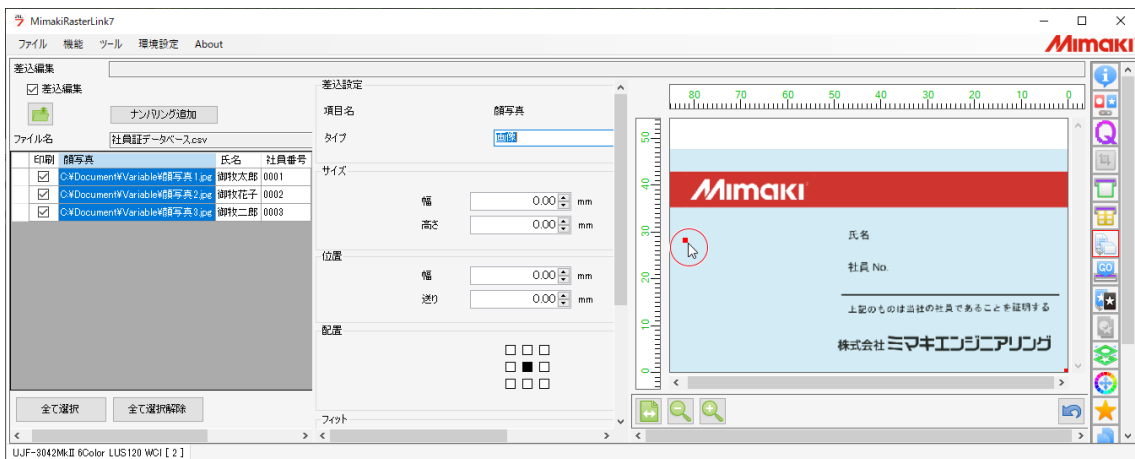 MimakiRasterLink7
ファイル 機能 ツール 環境設定 About
Mimaki
差込編集
差込編集
ナンバリング追加
ファイル名 社員証データベース.csv
印刷 顔写真 氏名 社員番号
C:¥Document¥Variable¥顔写真1.jpg 御牧太郎 0001
C:¥Document¥Variable¥顔写真2.jpg 御牧花子 0002
C:¥Document¥Variable¥顔写真3.jpg 御牧二郎 0003
全て選択 全て選択解除
差込設定
項目名 顔写真
タイプ 画像
サイズ
幅 0.00 mm
高さ 0.00 mm
位置
幅 0.00 mm
送り 0.00 mm
配置
フィット
80 70 60 50 40 30 20 10 0
50
40
30
20
10
0
Mimaki
氏名
社員 No.
上記のものは当社の社員であることを証明する
株式会社ミマキエンジニアリング
Q
GO
UJF-3042MkII 6Color LUS120 WCl [ 2 ]